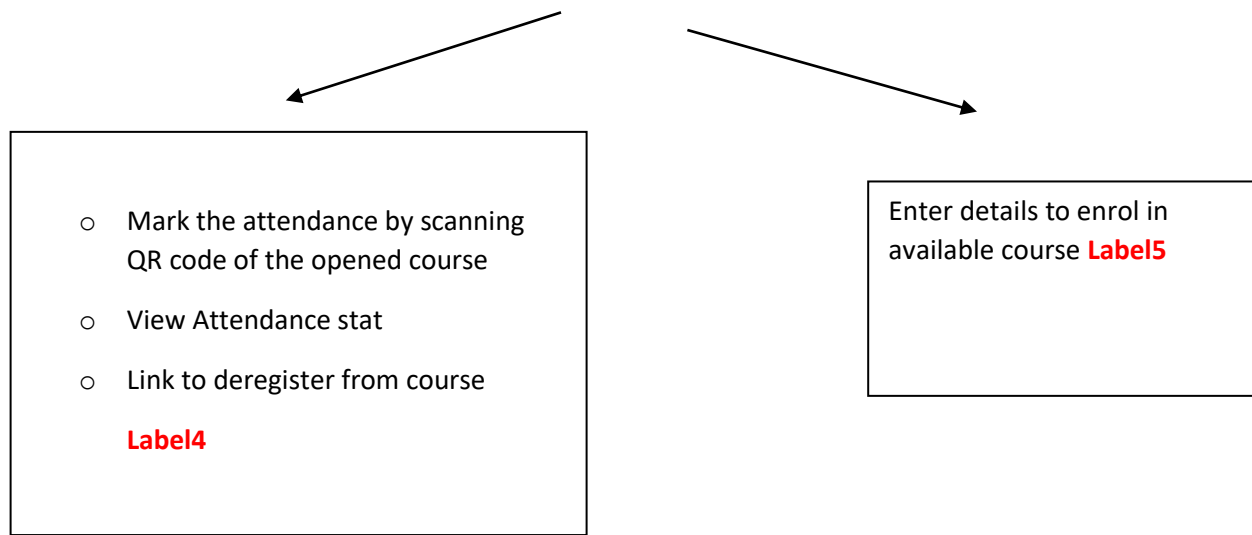 o Mark the attendance by scanning
QR code of the opened course
o View Attendance stat
o Link to deregister from course
Label4
Enter details to enrol in
available course Label5